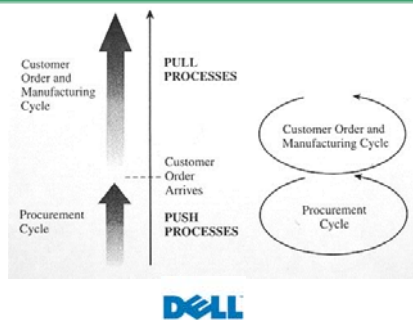 Customer
Order and
Manufacturing
Cycle
PULL
PROCESSES
Customer
Order
Arrives
Procurement
Cycle
PUSH
PROCESSES
Customer Order and
Manufacturing Cycle
Procurement
Cycle
DELL